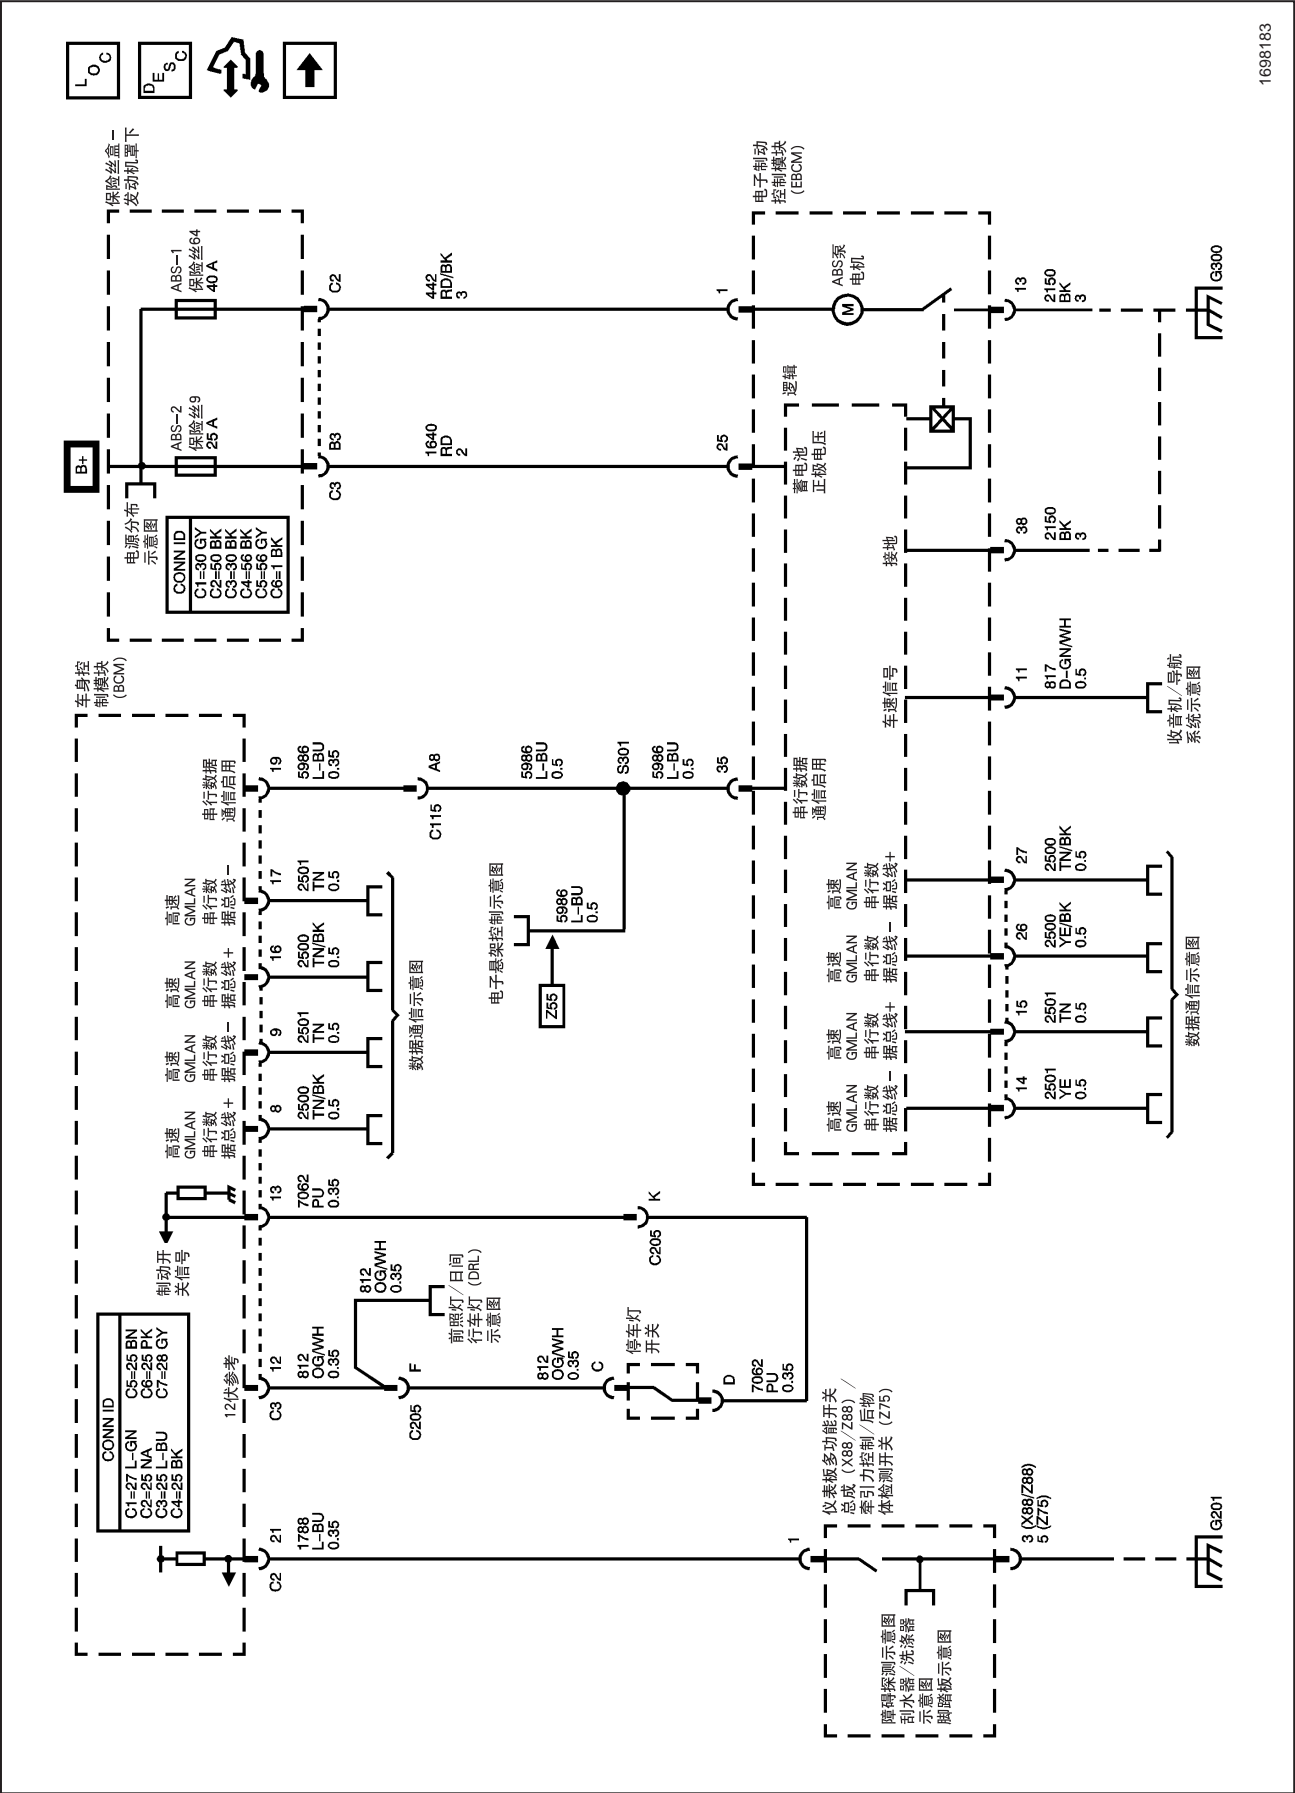 LOC
DESC
1698183
保险丝盒－
发动机罩下
B+
ABS-2
保险丝9
25 A
ABS-1
保险丝64
40 A
电源分布
示意图
CONN ID
C1=30 GY
C2=50 BK
C3=30 BK
C4=56 BK
C5=56 GY
C6=1 BK
C3
B3
C2
1640
RD
2
442
RD/BK
3
25
1
电子制动
控制模块
(EBCM)
ABS泵
电机
M
逻辑
蓄电池
正极电压
接地
38
2150
BK
3
13
2150
BK
3
G300
车身控
制模块
(BCM)
CONN ID
C1=27 L-GN
C2=25 NA
C3=25 L-BU
C4=25 BK
C5=25 BN
C6=25 PK
C7=28 GY
12伏参考
制动开
关信号
高速
GMLAN
串行数
据总线+
高速
GMLAN
串行数
据总线－
高速
GMLAN
串行数
据总线+
高速
GMLAN
串行数
据总线－
串行数据
通信启用
C2
21
1788
L-BU
0.35
C3
12
812
OG/WH
0.35
13
7062
PU
0.35
8
2500
TN/BK
0.5
9
2501
TN
0.5
16
2500
TN/BK
0.5
17
2501
TN
0.5
19
5986
L-BU
0.35
数据通信示意图
C115
A8
5986
L-BU
0.5
S301
5986
L-BU
0.5
35
电子悬架控制示意图
5986
L-BU
0.5
Z55
812
OG/WH
0.35
前照灯/日间
行车灯 (DRL)
示意图
C205
F
812
OG/WH
0.35
C
停车灯
开关
D
7062
PU
0.35
C205
K
串行数据
通信启用
车速信号
11
817
D-GN/WH
0.5
收音机/导航
系统示意图
高速
GMLAN
串行数
据总线－
高速
GMLAN
串行数
据总线+
高速
GMLAN
串行数
据总线－
高速
GMLAN
串行数
据总线+
14
2501
YE
0.5
15
2501
TN
0.5
26
2500
YE/BK
0.5
27
2500
TN/BK
0.5
数据通信示意图
仪表板多功能开关
总成 (X88/Z88) /
牵引力控制/后物
体检测开关 (Z75)
1
3 (X88/Z88)
5 (Z75)
G201
障碍探测示意图
刮水器/洗涤器
示意图
脚踏板示意图